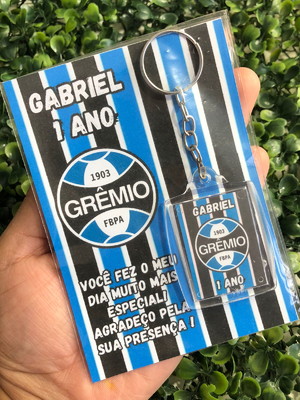 GABRIEL
1 ANO
1903
GRÊMIO
FBPA
VOCÊ FEZ O MEU
DIA MUITO MAIS
ESPECIAL!
AGRADEÇO PELA
SUA PRESENÇA !
GABRIEL
1903
GRÊMIO
FBPA
1 ANO